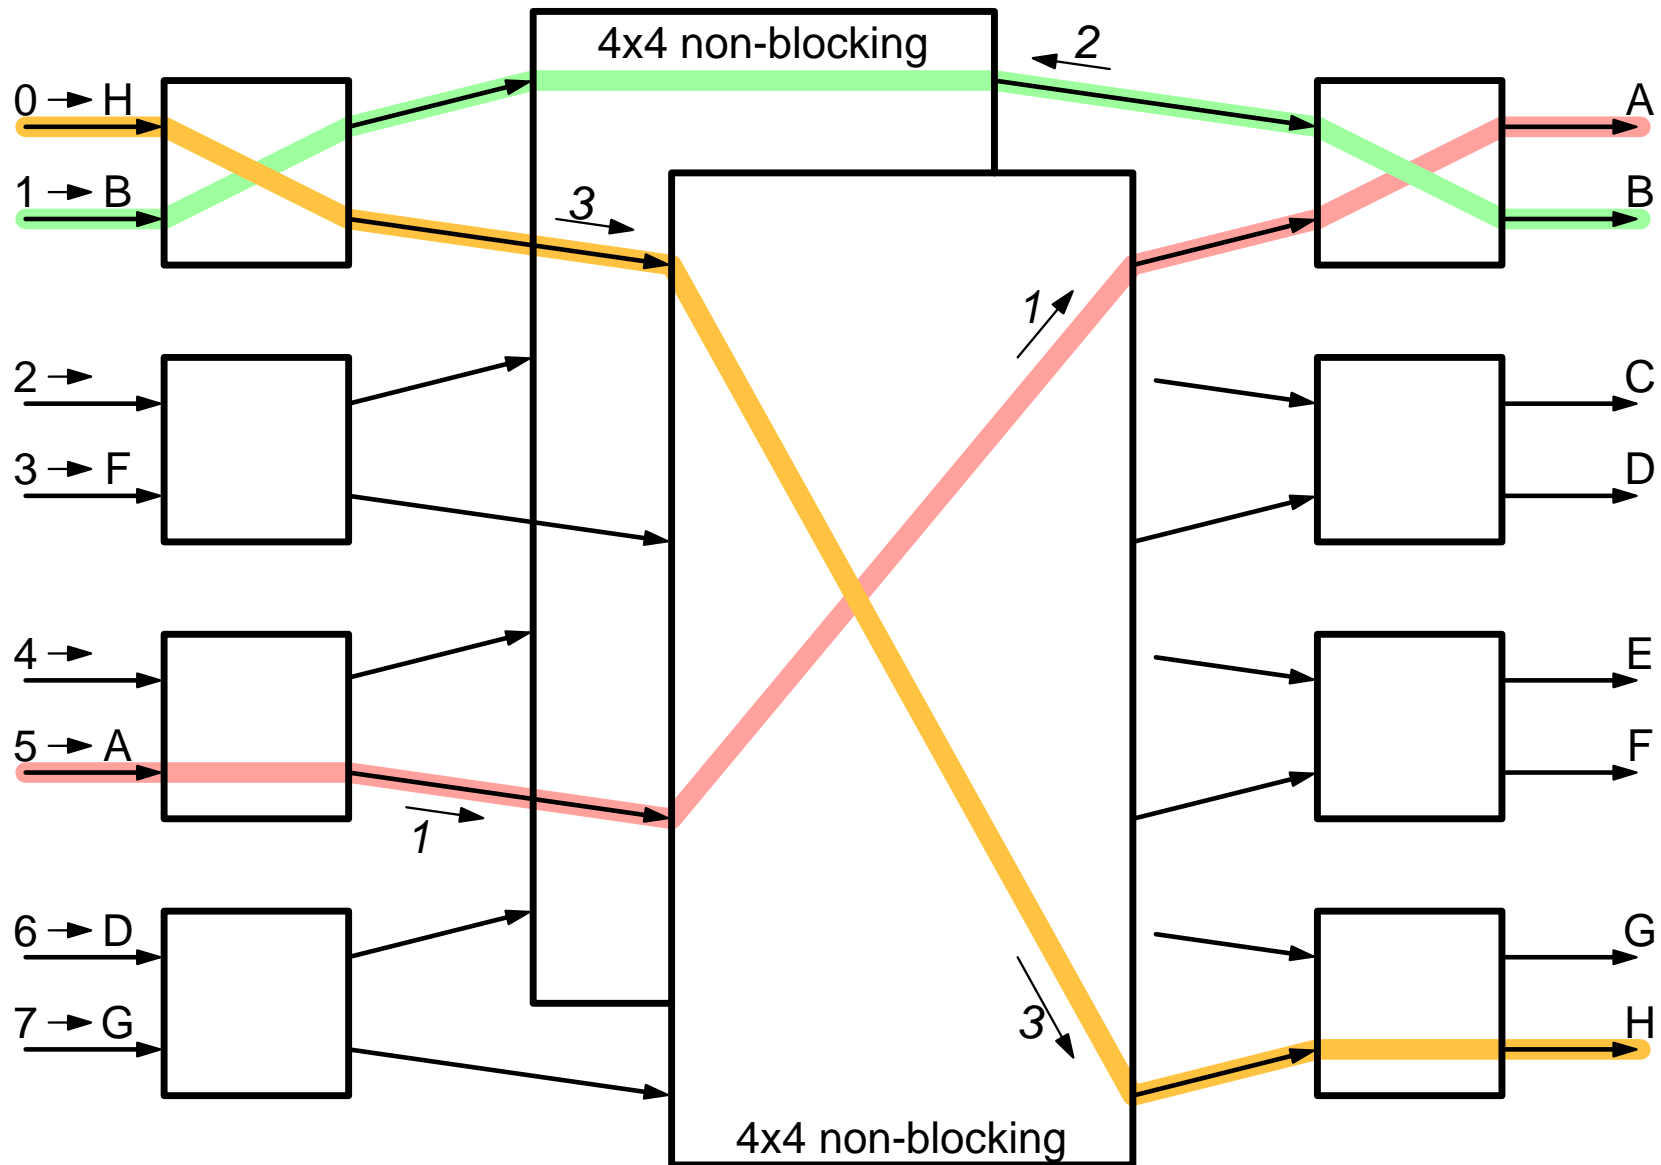 4x4 non-blocking
2
0 → H
A
1 → B
B
3
1
2 →
C
3 → F
D
4 →
E
5 → A
F
1
6 → D
G
7 → G
3
H
4x4 non-blocking